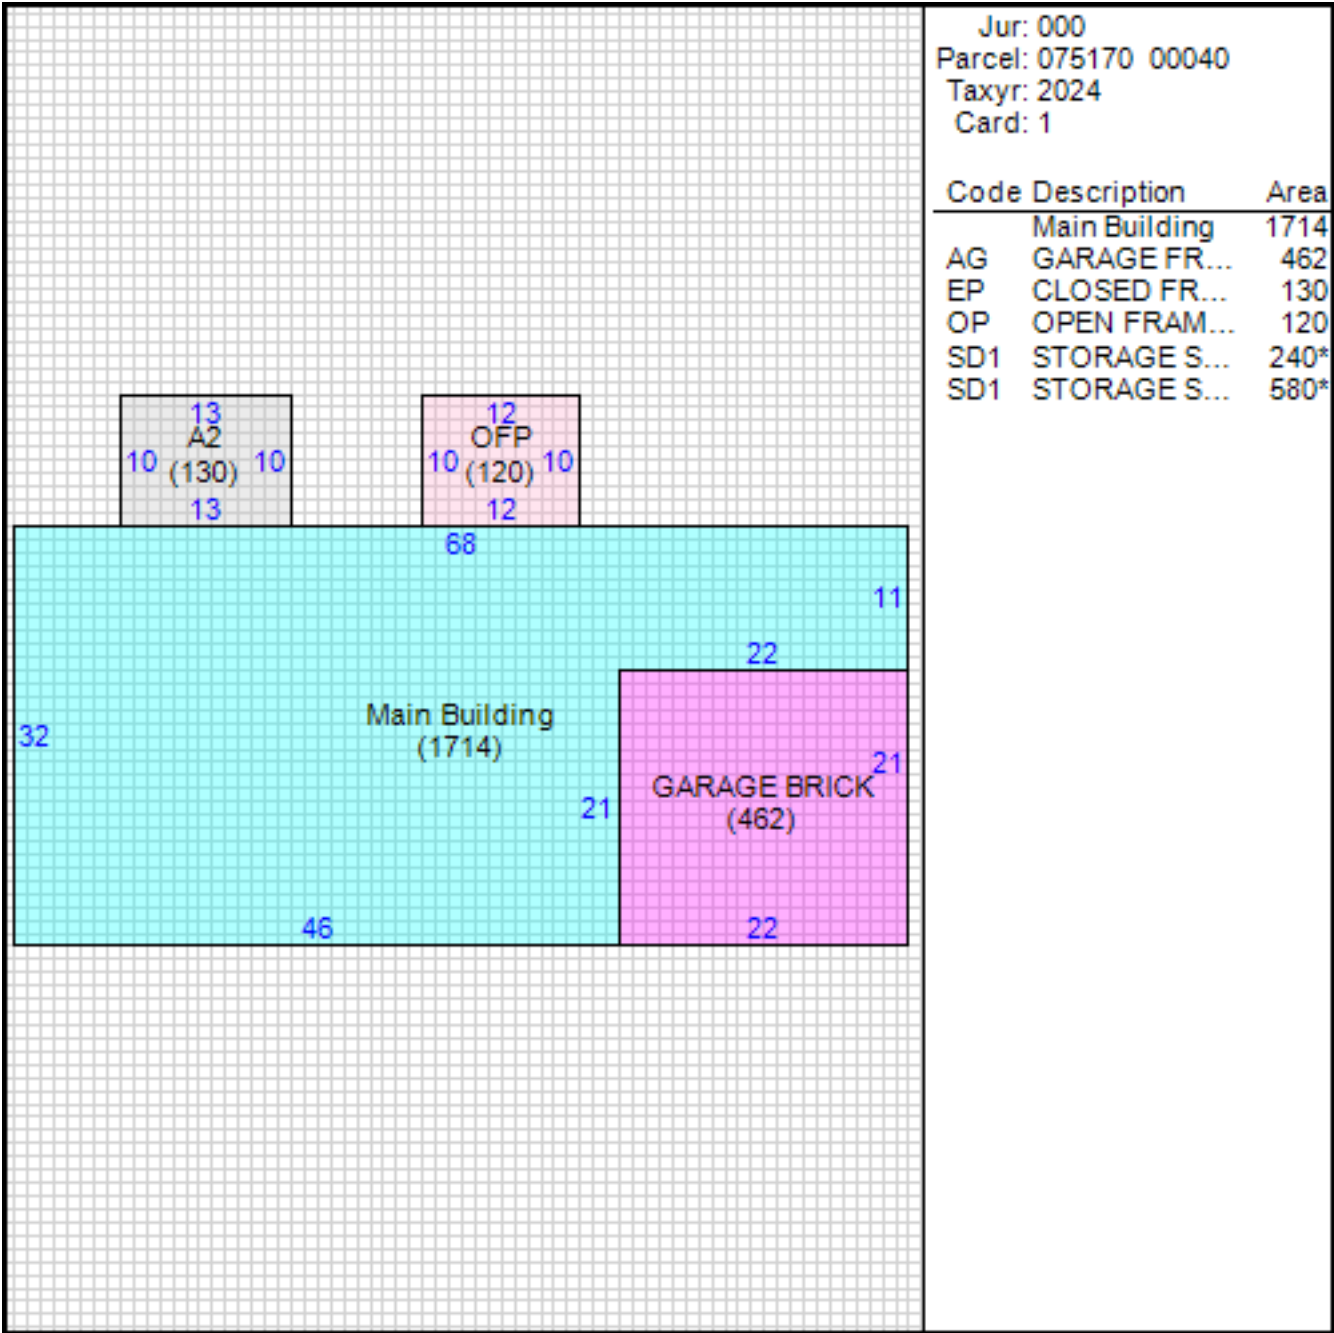 Jur: 000
Parcel: 075170 00040
Taxyr: 2024
Card: 1
Code Description Area
Main Building 1714
AG GARAGE FR... 462
EP CLOSED FR... 130
OP OPEN FRAM... 120
SD1 STORAGE S... 240*
SD1 STORAGE S... 580*
13
A2
10 (130) 10
13
12
OFP
10 (120) 10
12
68
11
22
32
Main Building
(1714)
21
21
GARAGE BRICK
(462)
46
22